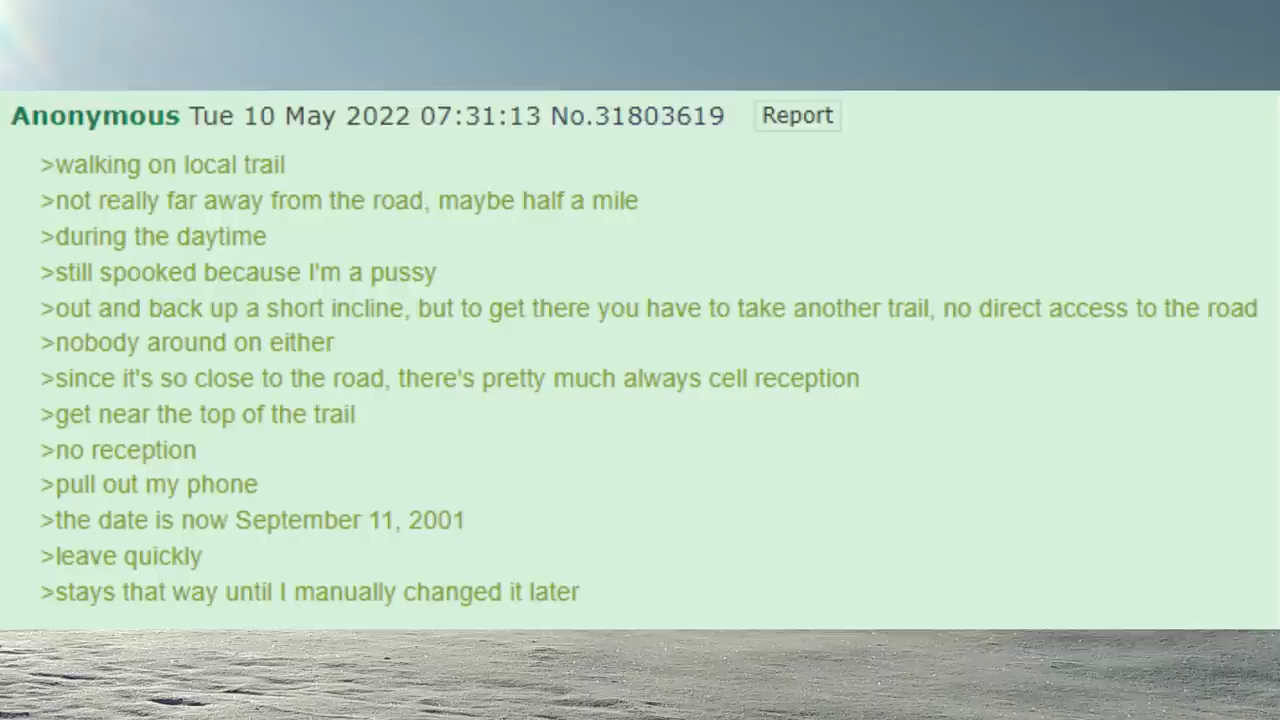 Anonymous Tue 10 May 2022 07:31:13 No.31803619 Report
>walking on local trail
>not really far away from the road, maybe half a mile
>during the daytime
>still spooked because I'm a pussy
>out and back up a short incline, but to get there you have to take another trail, no direct access to the road
>nobody around on either
>since it's so close to the road, there's pretty much always cell reception
>get near the top of the trail
>no reception
>pull out my phone
>the date is now September 11, 2001
>leave quickly
>stays that way until I manually changed it later